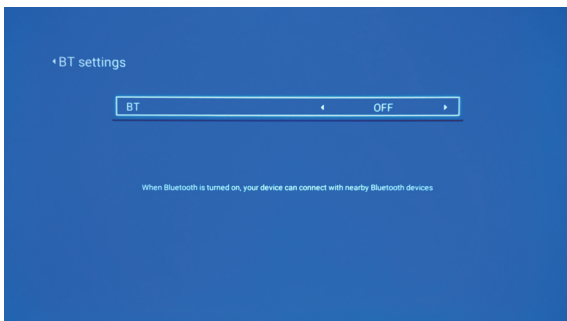 BT settings
BT OFF
When Bluetooth is turned on, your device can connect with nearby Bluetooth devices